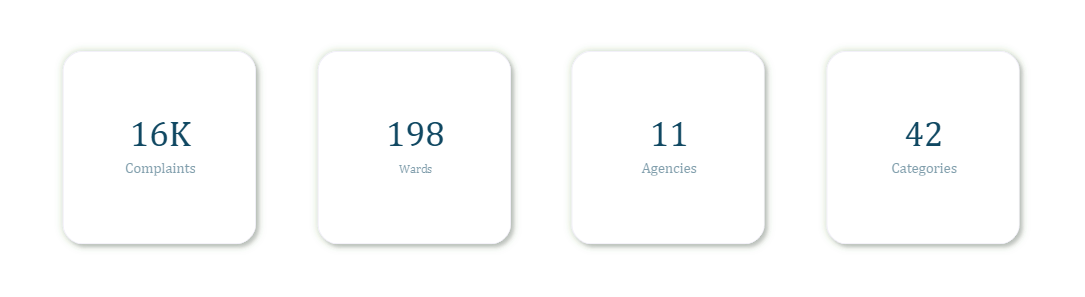 16K
Complaints
198
Wards
11
Agencies
42
Categories